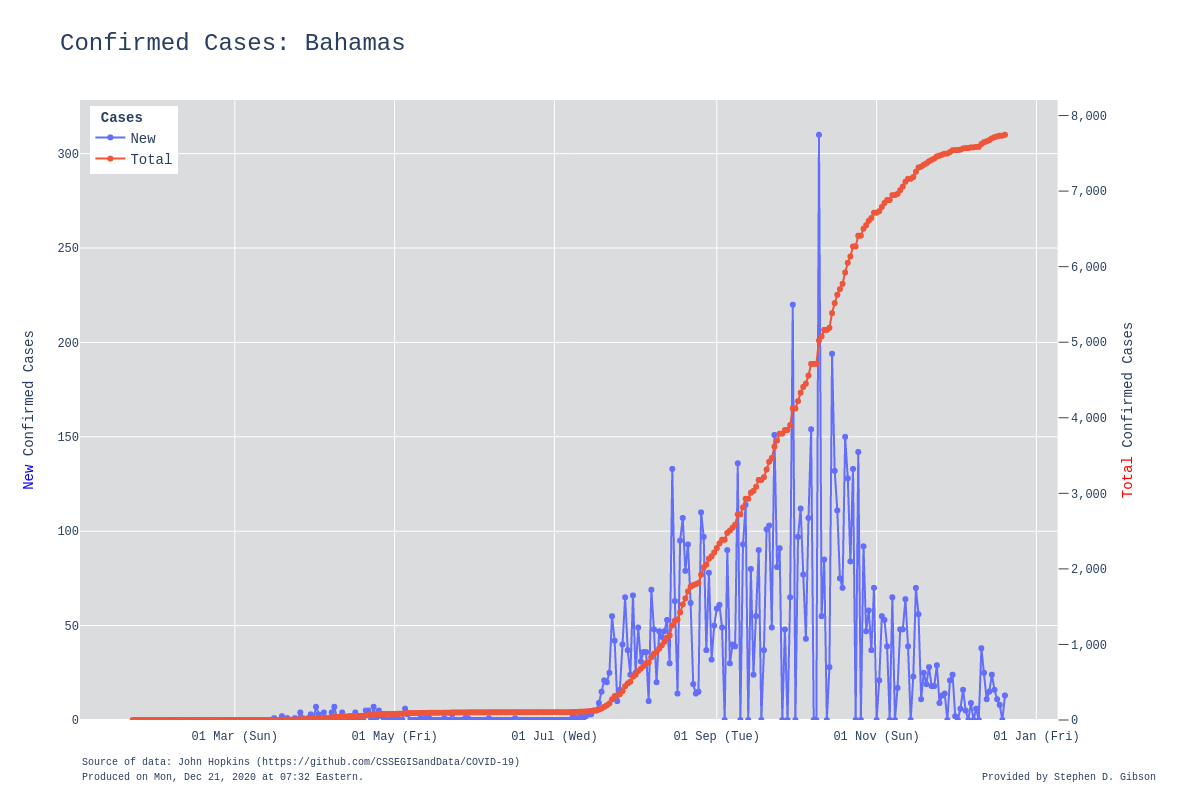 Confirmed Cases: Bahamas
Cases
New
Total
300
250
200
150
100
50
0
8,000
7,000
6,000
5,000
4,000
3,000
2,000
1,000
0
New Confirmed Cases
Total Confirmed Cases
01 Mar (Sun)
01 May (Fri)
01 Jul (Wed)
01 Sep (Tue)
01 Nov (Sun)
01 Jan (Fri)
Source of data: John Hopkins (https://github.com/CSSEGISandData/COVID-19)
Produced on Mon, Dec 21, 2020 at 07:32 Eastern.
Provided by Stephen D. Gibson